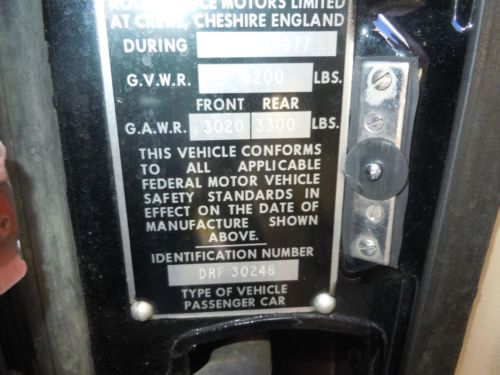 MOTORS LIMITED
AT CREWE, CHESHIRE ENGLAND
DURING 1977
G.V.W.R. 6200 LBS.
FRONT REAR
G.A.W.R. 3020 3300 LBS.
THIS VEHICLE CONFORMS
TO ALL APPLICABLE
FEDERAL MOTOR VEHICLE
SAFETY STANDARDS IN
EFFECT ON THE DATE OF
MANUFACTURE SHOWN
ABOVE.
IDENTIFICATION NUMBER
DRF 30248
TYPE OF VEHICLE
PASSENGER CAR